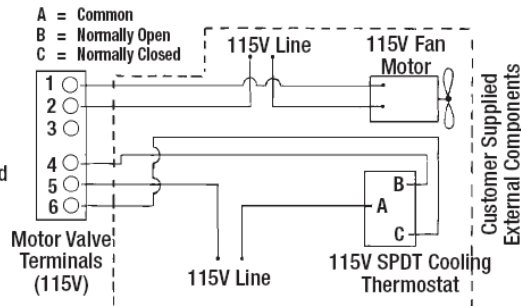 A = Common
B = Normally Open
C = Normally Closed
115V Line
115V Fan
Motor
1
2
3
4
5
6
d
B
A
C
Motor Valve
Terminals
(115V)
115V Line
115V SPDT Cooling
Thermostat
Customer Supplied
External Components